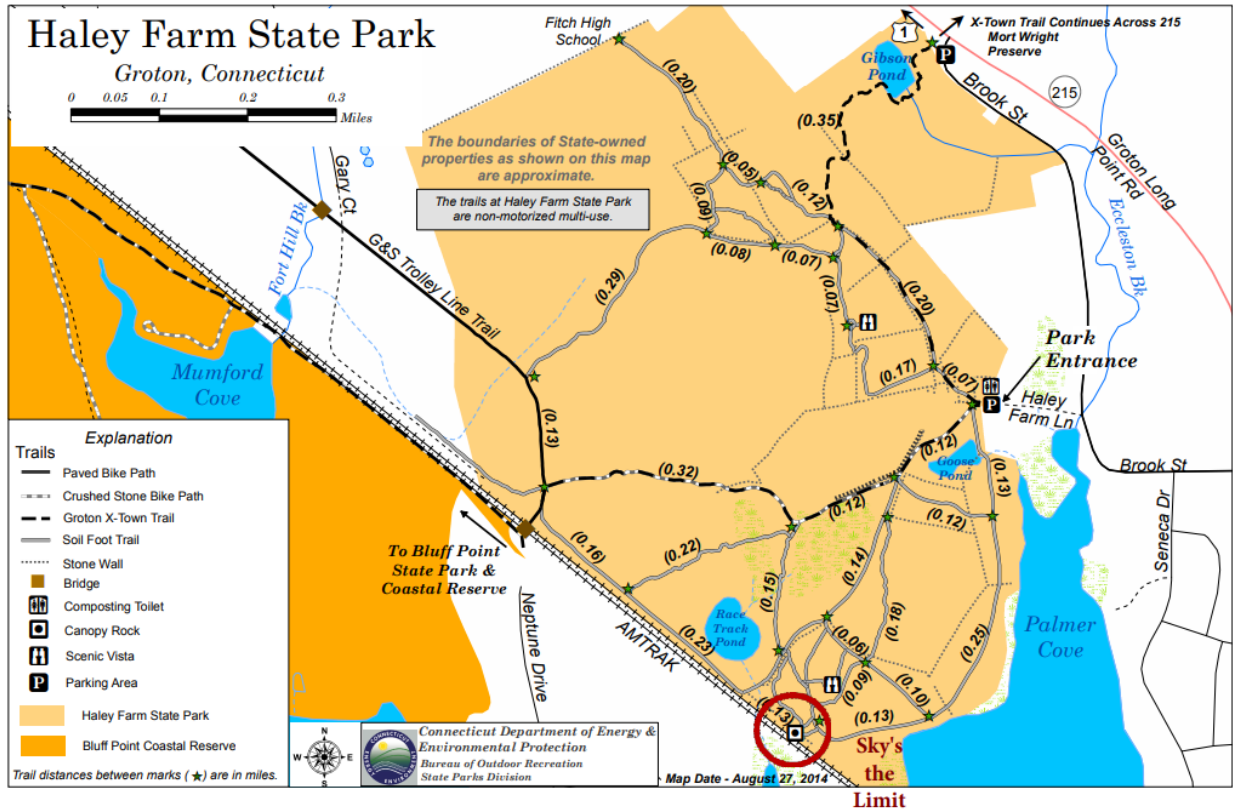 Haley Farm State Park
Groton, Connecticut
0 0.05 0.1 0.2 0.3
Miles
Fitch High
School
X-Town Trail Continues Across 215
Mort Wright
Preserve
1
P
Gibson
Pond
Brook St
215
Groton Long
Point Rd
Eccleston Bk
(0.20)
(0.35)
The boundaries of State-owned
properties as shown on this map
are approximate.
The trails at Haley Farm State Park
are non-motorized multi-use.
Gary Ct
Fort Hill Bk
G&S Trolley Line Trail
(0.05)
(0.12)
(0.09)
(0.08)
(0.07)
(0.29)
(0.07)
(0.20)
(0.17)
(0.07)
Park
Entrance
P
Haley
Farm Ln
Mumford
Cove
(0.13)
(0.32)
(0.12)
Goose
Pond
(0.13)
Brook St
(0.12)
(0.12)
Seneca Dr
To Bluff Point
State Park &
Coastal Reserve
(0.16)
(0.22)
(0.15)
(0.14)
(0.18)
(0.25)
Neptune Drive
AMTRAK
(0.23)
Race
Track
Pond
(0.06)
(0.09)
(0.10)
(0.13)
(0.13)
Palmer
Cove
Sky's
the
Limit
Explanation
Trails
Paved Bike Path
Crushed Stone Bike Path
Groton X-Town Trail
Soil Foot Trail
Stone Wall
Bridge
Composting Toilet
Canopy Rock
Scenic Vista
P Parking Area
Haley Farm State Park
Bluff Point Coastal Reserve
Trail distances between marks (★) are in miles.
N
W E
S
Connecticut Department of Energy &
Environmental Protection
Bureau of Outdoor Recreation
State Parks Division
Map Date - August 27, 2014